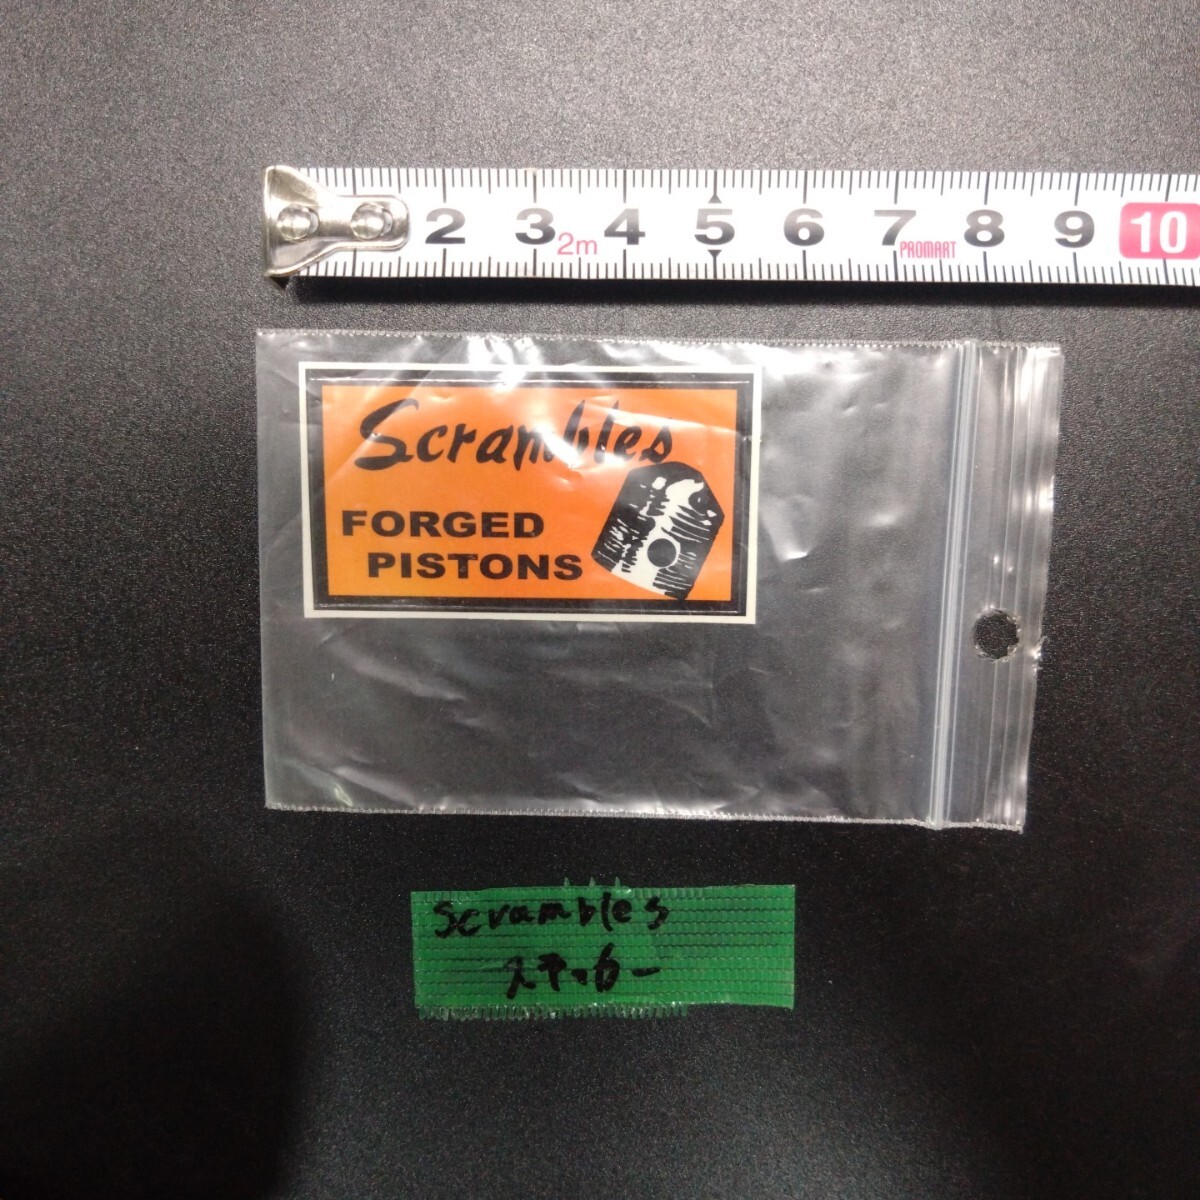 2 3 4 5 6 7 8 9 10
2m PROMART
Scrambles
FORGED
PISTONS
Scrambles
ステッカー